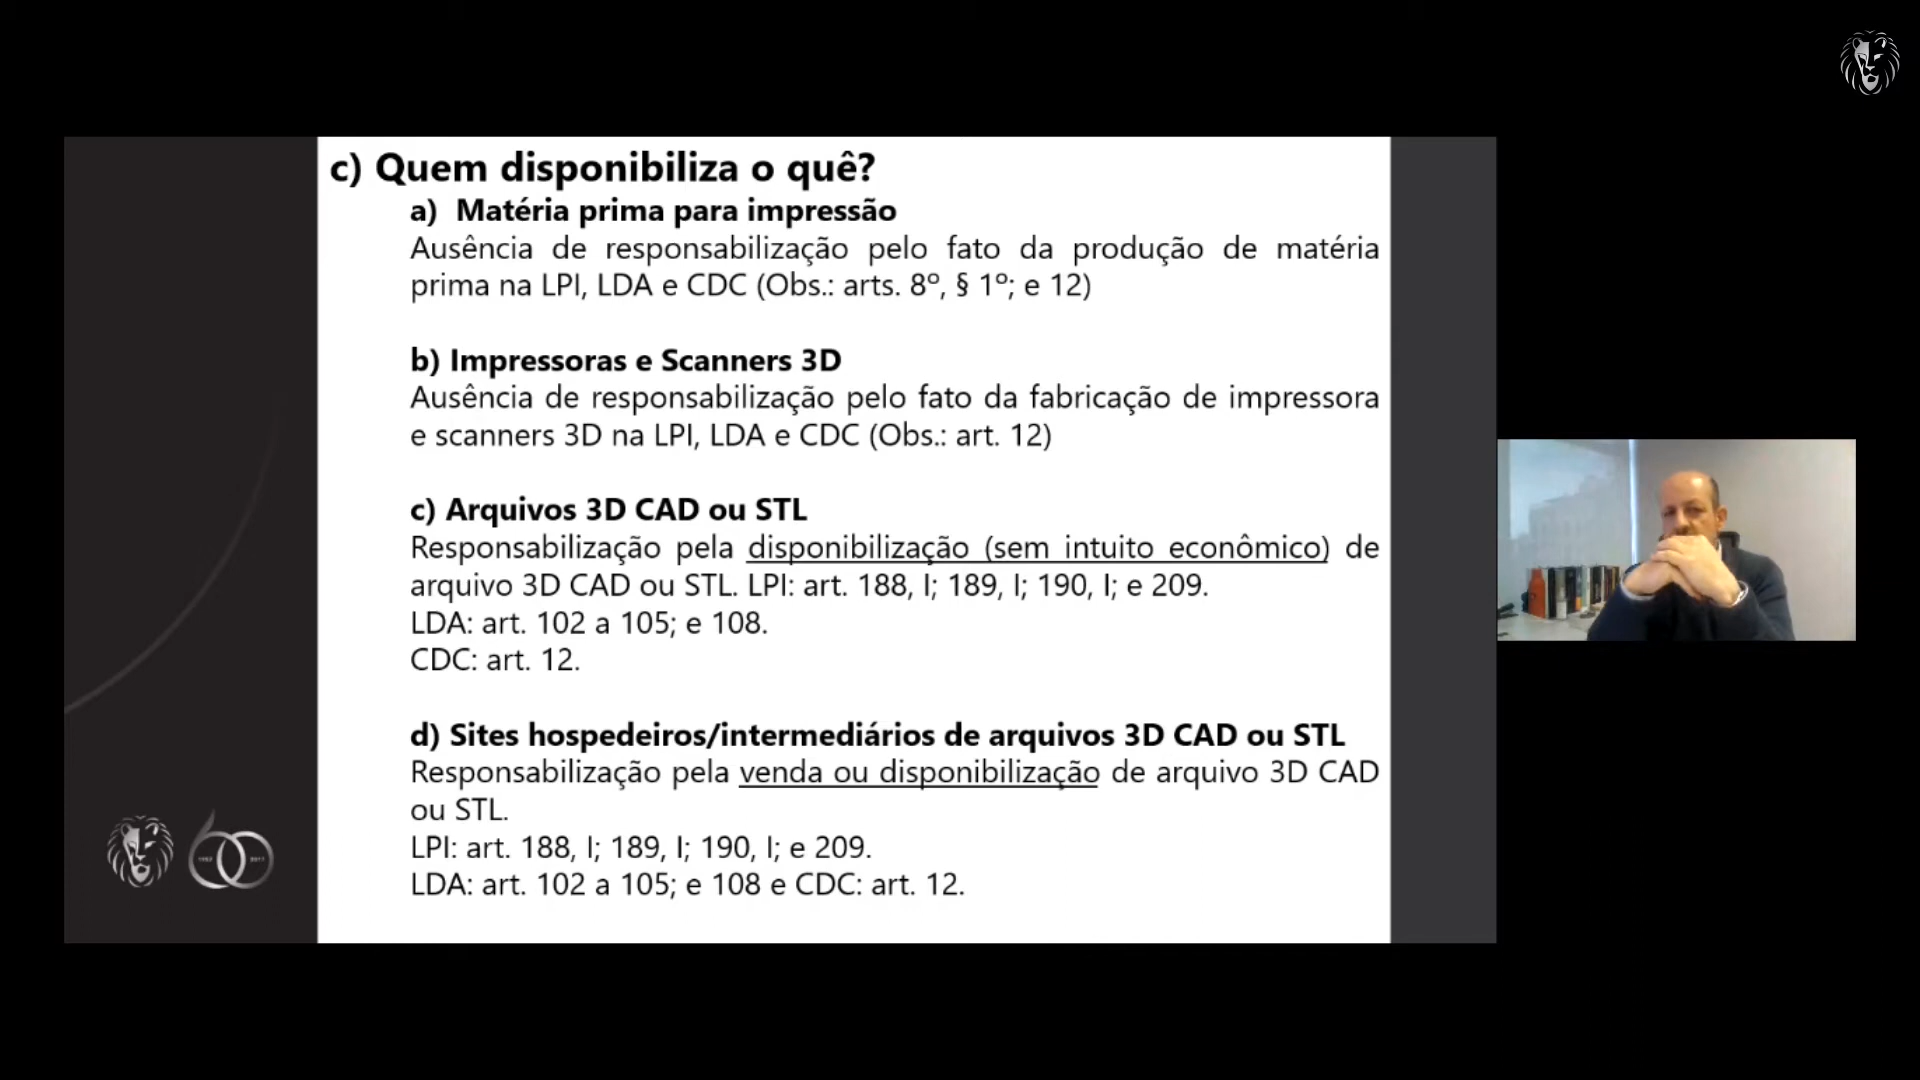 c) Quem disponibiliza o quê?
a) Matéria prima para impressão
Ausência de responsabilização pelo fato da produção de matéria
prima na LPI, LDA e CDC (Obs.: arts. 8º, § 1º; e 12)
b) Impressoras e Scanners 3D
Ausência de responsabilização pelo fato da fabricação de impressora
e scanners 3D na LPI, LDA e CDC (Obs.: art. 12)
c) Arquivos 3D CAD ou STL
Responsabilização pela disponibilização (sem intuito econômico) de
arquivo 3D CAD ou STL. LPI: art. 188, I; 189, I; 190, I; e 209.
LDA: art. 102 a 105; e 108.
CDC: art. 12.
d) Sites hospedeiros/intermediários de arquivos 3D CAD ou STL
Responsabilização pela venda ou disponibilização de arquivo 3D CAD
ou STL.
LPI: art. 188, I; 189, I; 190, I; e 209.
LDA: art. 102 a 105; e 108 e CDC: art. 12.
60